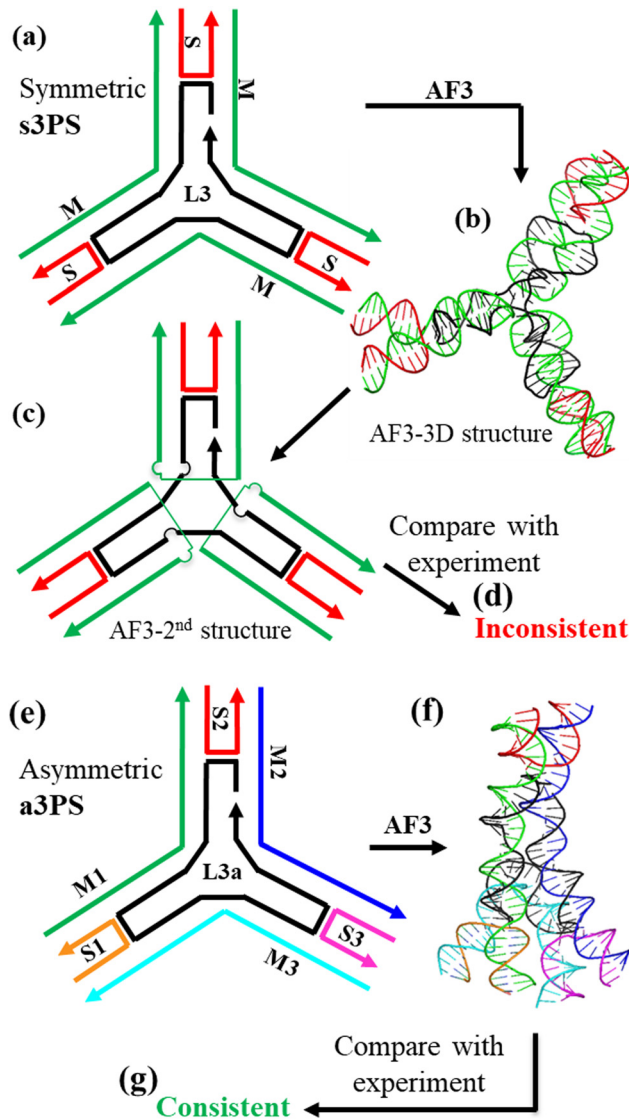 (a)
Symmetric
s3PS
S
M
M
L3
S
S
M
AF3
(b)
AF3-3D structure
(c)
AF3-2nd structure
Compare with
experiment
(d)
Inconsistent
(e)
Asymmetric
a3PS
S2
M2
M1
L3a
S1
S3
M3
AF3
(f)
Compare with
experiment
(g)
Consistent